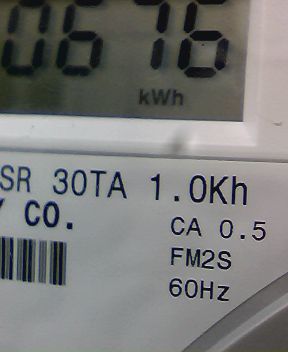 0676
kWh
SR 30TA 1.0Kh
Y CO.
CA 0.5
FM2S
60Hz